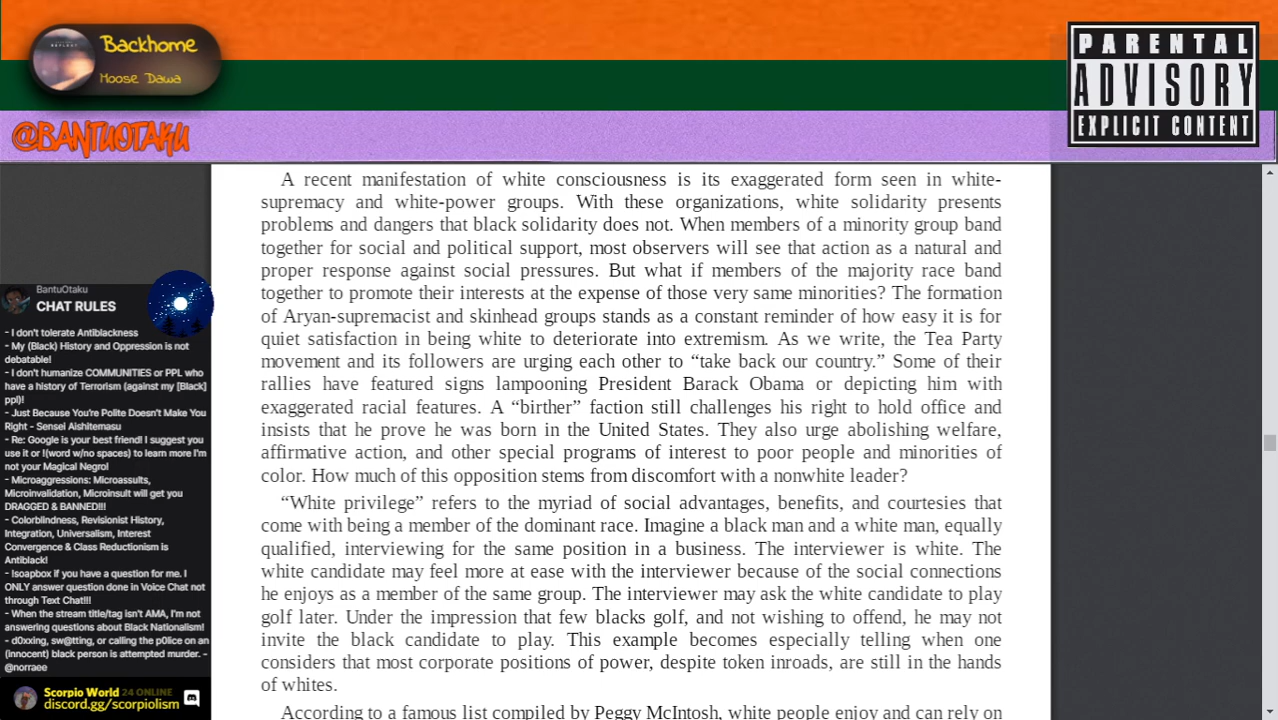 Backhome
Moose Dawa
PARENTAL
ADVISORY
EXPLICIT CONTENT
@BANTUOTAKU
A recent manifestation of white consciousness is its exaggerated form seen in white-
supremacy and white-power groups. With these organizations, white solidarity presents
problems and dangers that black solidarity does not. When members of a minority group band
together for social and political support, most observers will see that action as a natural and
proper response against social pressures. But what if members of the majority race band
together to promote their interests at the expense of those very same minorities? The formation
of Aryan-supremacist and skinhead groups stands as a constant reminder of how easy it is for
quiet satisfaction in being white to deteriorate into extremism. As we write, the Tea Party
movement and its followers are urging each other to “take back our country.” Some of their
rallies have featured signs lampooning President Barack Obama or depicting him with
exaggerated racial features. A “birther” faction still challenges his right to hold office and
insists that he prove he was born in the United States. They also urge abolishing welfare,
affirmative action, and other special programs of interest to poor people and minorities of
color. How much of this opposition stems from discomfort with a nonwhite leader?
“White privilege” refers to the myriad of social advantages, benefits, and courtesies that
come with being a member of the dominant race. Imagine a black man and a white man, equally
qualified, interviewing for the same position in a business. The interviewer is white. The
white candidate may feel more at ease with the interviewer because of the social connections
he enjoys as a member of the same group. The interviewer may ask the white candidate to play
golf later. Under the impression that few blacks golf, and not wishing to offend, he may not
invite the black candidate to play. This example becomes especially telling when one
considers that most corporate positions of power, despite token inroads, are still in the hands
of whites.
According to a famous list compiled by Peggy McIntosh, white people enjoy and can rely on
BantuOtaku
CHAT RULES
- I don't tolerate Antiblackness
- My (Black) History and Oppression is not
debatable!
- I don't humanize COMMUNITIES or PPL who
have a history of Terrorism (against my [Black]
ppl)!
- Just Because You're Polite Doesn't Make You
Right - Sensei Aishitemasu
- Re: Google is your best friend! I suggest you
use it or !(word w/no spaces) to learn more I'm
not your Magical Negro!
- Microaggressions: Microassults,
Microinvalidation, Microinsult will get you
DRAGGED & BANNED!!!
- Colorblindness, Revisionist History,
Integration, Universalism, Interest
Convergence & Class Reductionism is
Antiblack!
- !soapbox if you have a question for me. I
ONLY answer question done in Voice Chat not
through Text Chat!!!
- When the stream title/tag isn't AMA, I'm not
answering questions about Black Nationalism!
- d0xxing, sw@tting, or calling the p0lice on an
(innocent) black person is attempted murder. -
@norraee
Scorpio World 24 ONLINE
discord.gg/scorpiolism